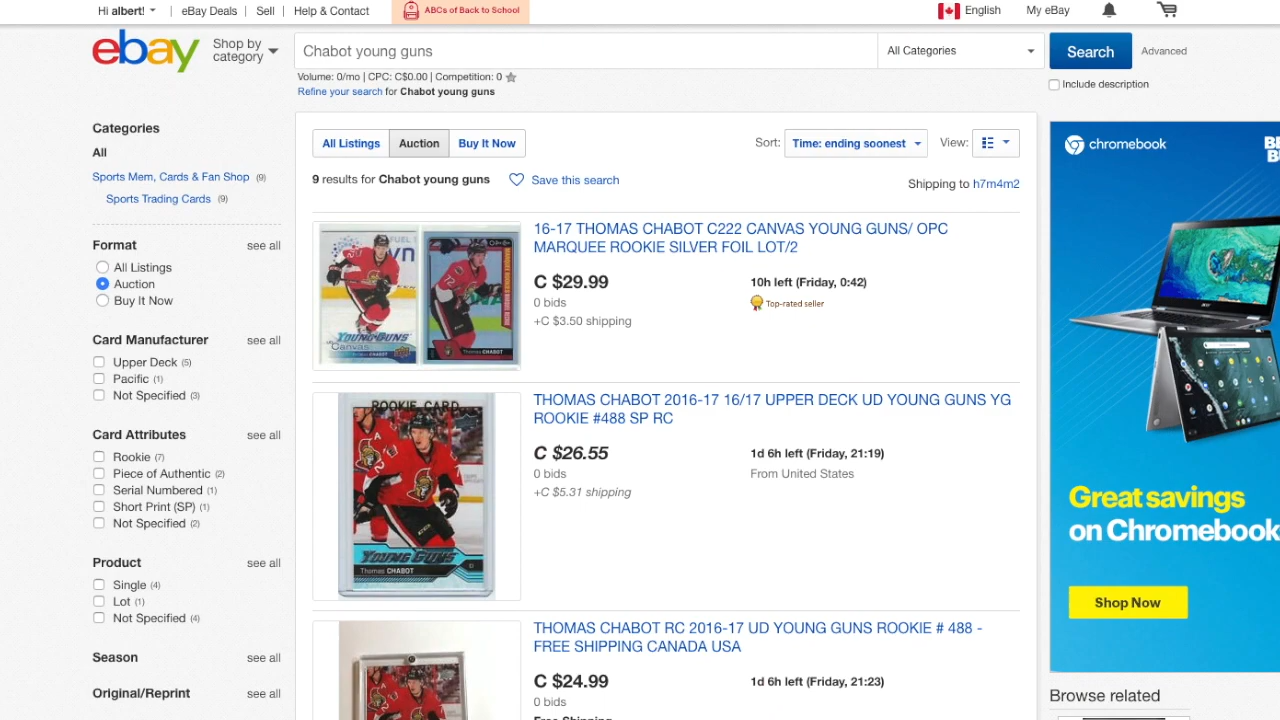 Hi albert!
eBay Deals
Sell
Help & Contact
ABCs of Back to School
English
My eBay
ebay
Shop by
category
Chabot young guns
All Categories
Search
Advanced
Volume: 0/mo | CPC: C$0.00 | Competition: 0
Include description
Refine your search for Chabot young guns
Categories
All
Sports Mem, Cards & Fan Shop (9)
Sports Trading Cards (9)
Format see all
All Listings
Auction
Buy It Now
Card Manufacturer see all
Upper Deck (5)
Pacific (1)
Not Specified (3)
Card Attributes see all
Rookie (7)
Piece of Authentic (2)
Serial Numbered (1)
Short Print (SP) (1)
Not Specified (2)
Product see all
Single (4)
Lot (1)
Not Specified (4)
Season see all
Original/Reprint see all
All Listings
Auction
Buy It Now
Sort: Time: ending soonest
View:
9 results for Chabot young guns
Save this search
Shipping to h7m4m2
16-17 THOMAS CHABOT C222 CANVAS YOUNG GUNS/ OPC
MARQUEE ROOKIE SILVER FOIL LOT/2
C $29.99
0 bids
+C $3.50 shipping
10h left (Friday, 0:42)
Top-rated seller
YOUNG GUNS
Canvas
Thomas CHABOT
THOMAS CHABOT 2016-17 16/17 UPPER DECK UD YOUNG GUNS YG
ROOKIE #488 SP RC
C $26.55
0 bids
+C $5.31 shipping
1d 6h left (Friday, 21:19)
From United States
ROOKIE CARD
YOUNG GUNS
Thomas CHABOT
THOMAS CHABOT RC 2016-17 UD YOUNG GUNS ROOKIE # 488 -
FREE SHIPPING CANADA USA
C $24.99
0 bids
Free Shipping
1d 6h left (Friday, 21:23)
chromebook
Great savings
on Chromebook
Shop Now
Browse related